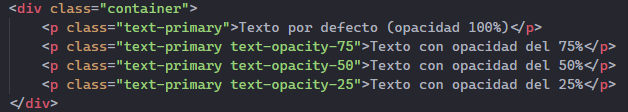 <div class="container">
<p class="text-primary">Texto por defecto (opacidad 100%)</p>
<p class="text-primary text-opacity-75">Texto con opacidad del 75%</p>
<p class="text-primary text-opacity-50">Texto con opacidad del 50%</p>
<p class="text-primary text-opacity-25">Texto con opacidad del 25%</p>
</div>